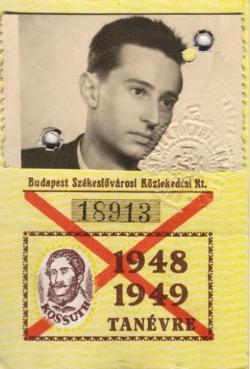 Budapest Székesfővárosi Közlekedési Rt.
18913
1948
1949
TANÉVRE
KOSSUTH